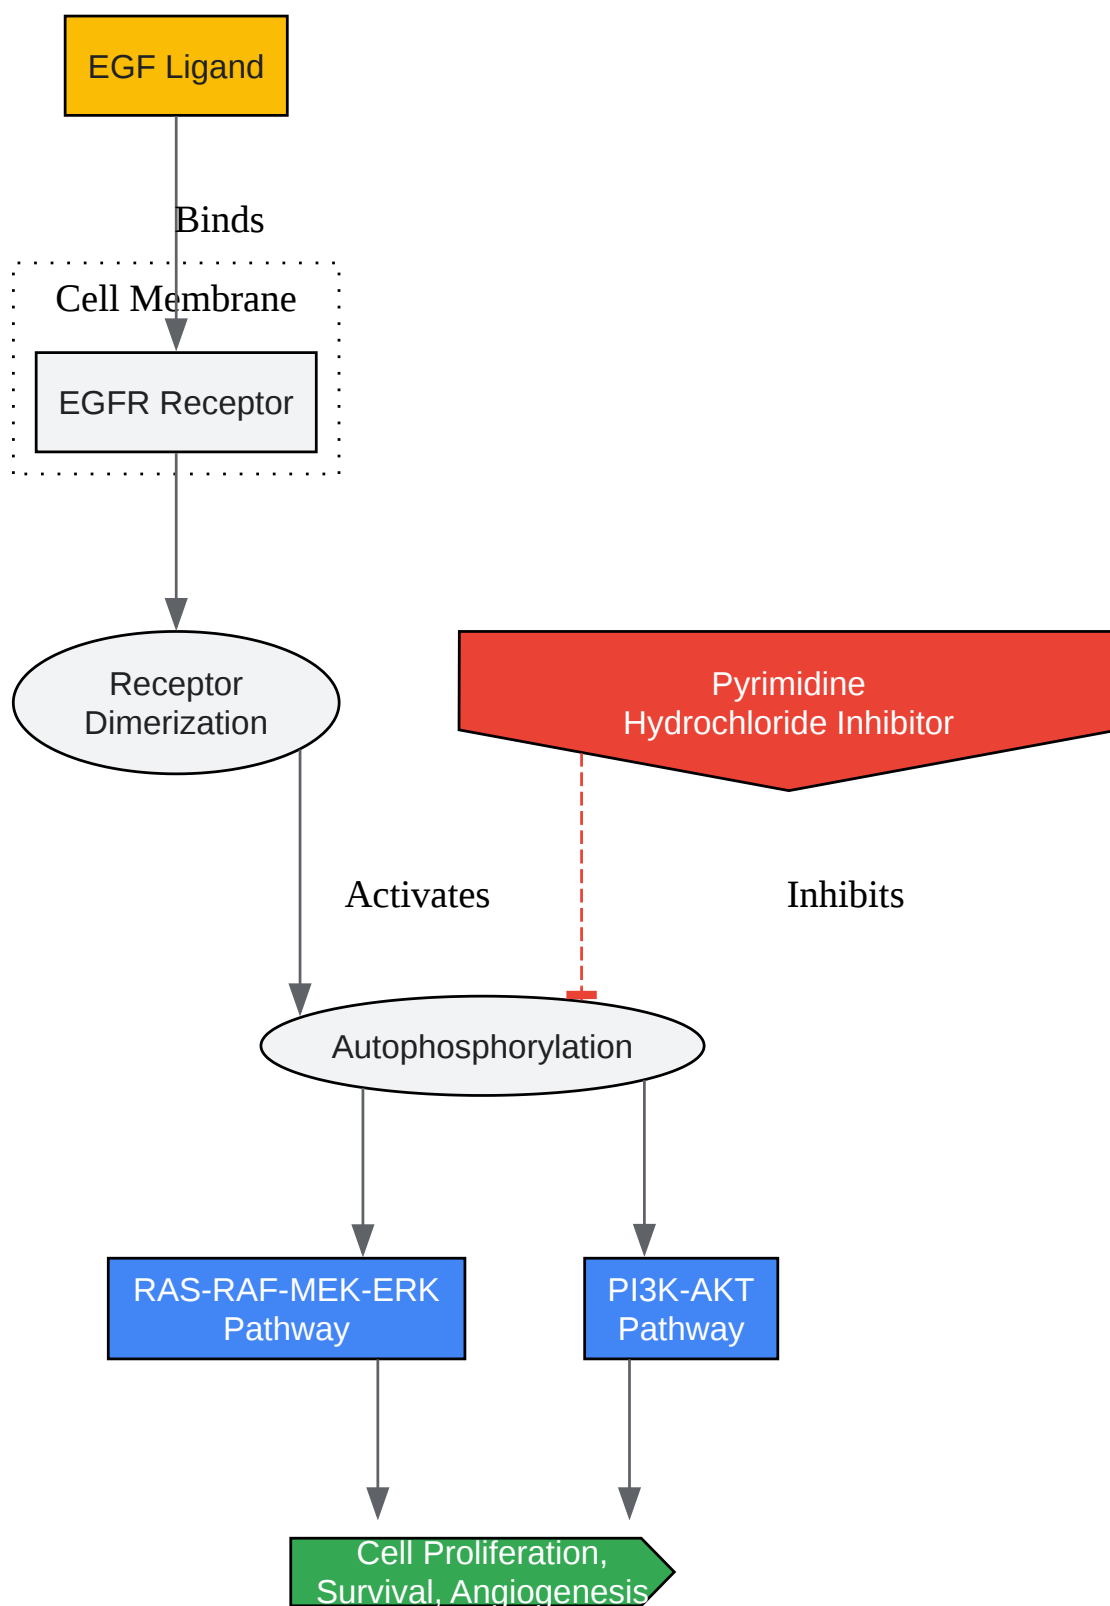 EGF Ligand
Binds
Cell Membrane
EGFR Receptor
Receptor
Dimerization
Pyrimidine
Hydrochloride Inhibitor
Activates
Inhibits
Autophosphorylation
RAS-RAF-MEK-ERK
Pathway
PI3K-AKT
Pathway
Cell Proliferation,
Survival, Angiogenesis